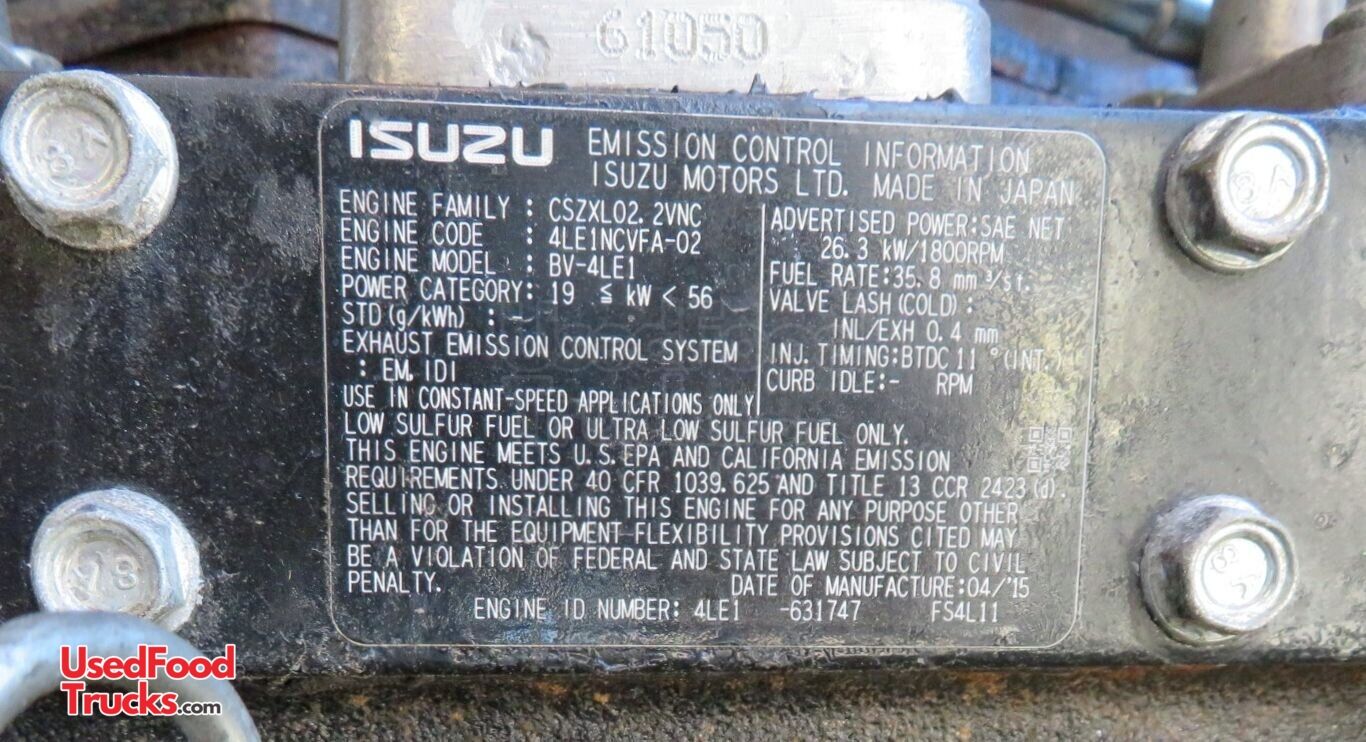 61050
ISUZU EMISSION CONTROL INFORMATION
ISUZU MOTORS LTD. MADE IN JAPAN
ENGINE FAMILY : CSZXL02.2VNC
ENGINE CODE : 4LE1NCVFA-02
ENGINE MODEL : BV-4LE1
POWER CATEGORY: 19 ≦ kW < 56
STD (g/kWh) : -
EXHAUST EMISSION CONTROL SYSTEM
: EM, IDI
USE IN CONSTANT-SPEED APPLICATIONS ONLY
ADVERTISED POWER:SAE NET
26.3 kW/1800RPM
FUEL RATE:35.8 mm³/st.
VALVE LASH(COLD) :
INL/EXH 0.4 mm
INJ. TIMING:BTDC 11 °(INT.)
CURB IDLE:- RPM
LOW SULFUR FUEL OR ULTRA LOW SULFUR FUEL ONLY.
THIS ENGINE MEETS U.S. EPA AND CALIFORNIA EMISSION
REQUIREMENTS UNDER 40 CFR 1039.625 AND TITLE 13 CCR 2423 (d).
SELLING OR INSTALLING THIS ENGINE FOR ANY PURPOSE OTHER
THAN FOR THE EQUIPMENT FLEXIBILITY PROVISIONS CITED MAY
BE A VIOLATION OF FEDERAL AND STATE LAW SUBJECT TO CIVIL
PENALTY. DATE OF MANUFACTURE:04/'15
ENGINE ID NUMBER: 4LE1 -631747 FS4L11
UsedFood
Trucks.com